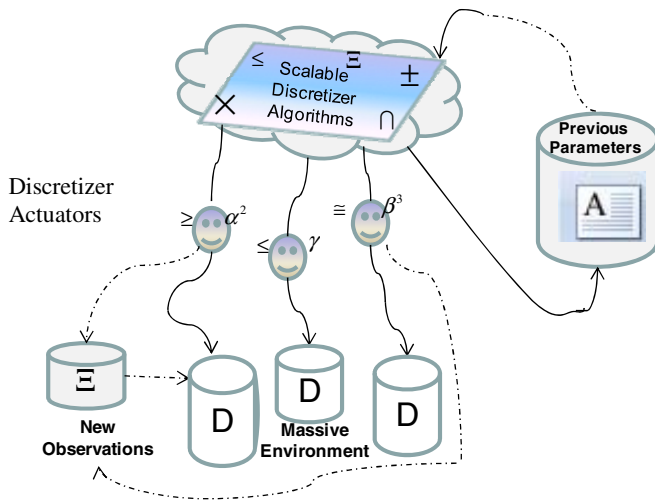 ≤ Ξ ±
Scalable
Discretizer
Algorithms
× ∩
Previous
Parameters
A
Discretizer
Actuators
≥ α²
≤ γ
≅ β³
Ξ
D
D
D
New
Observations
Massive
Environment